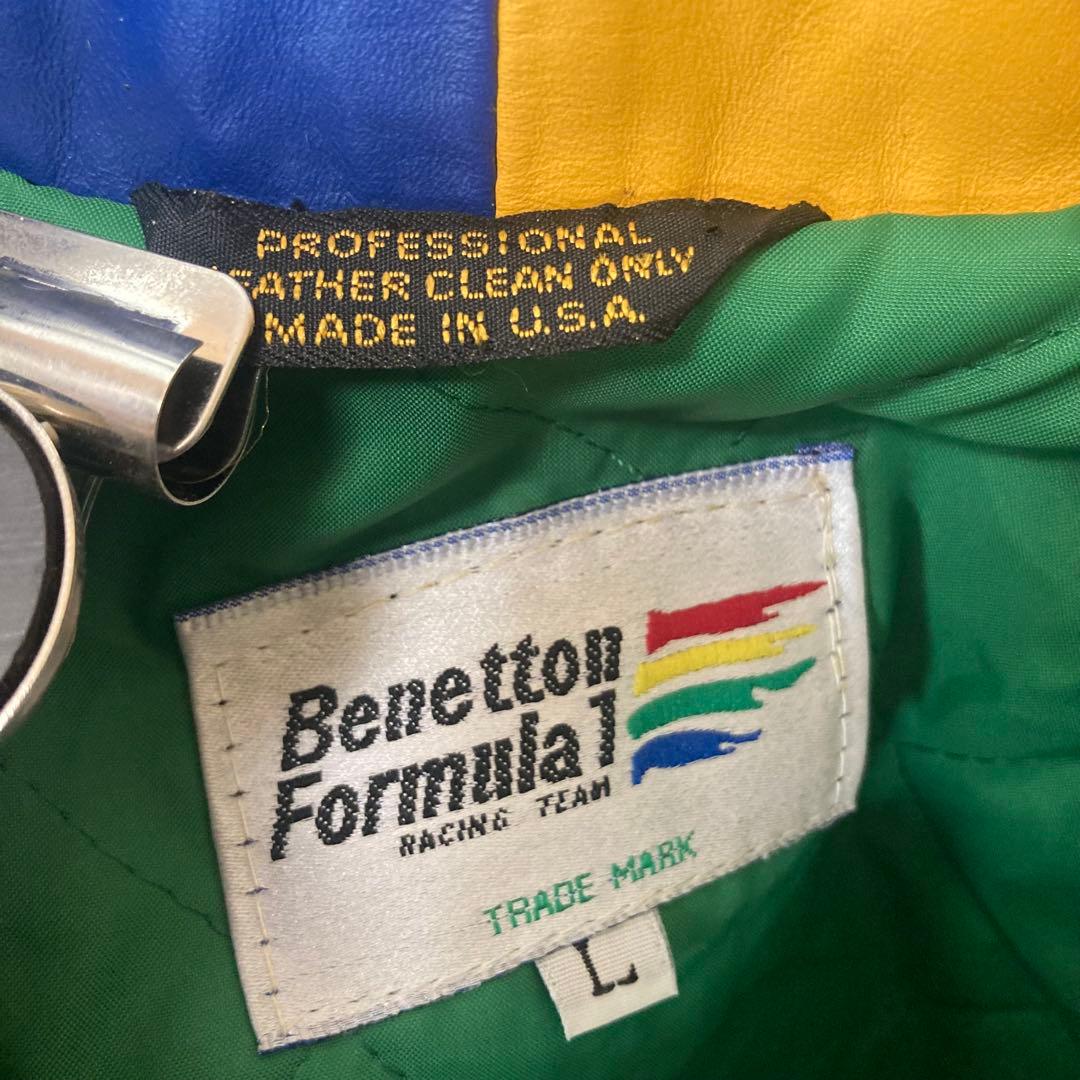 PROFESSIONAL
LEATHER CLEAN ONLY
MADE IN U.S.A.
Benetton
Formula 1
RACING TEAM
TRADE MARK
L